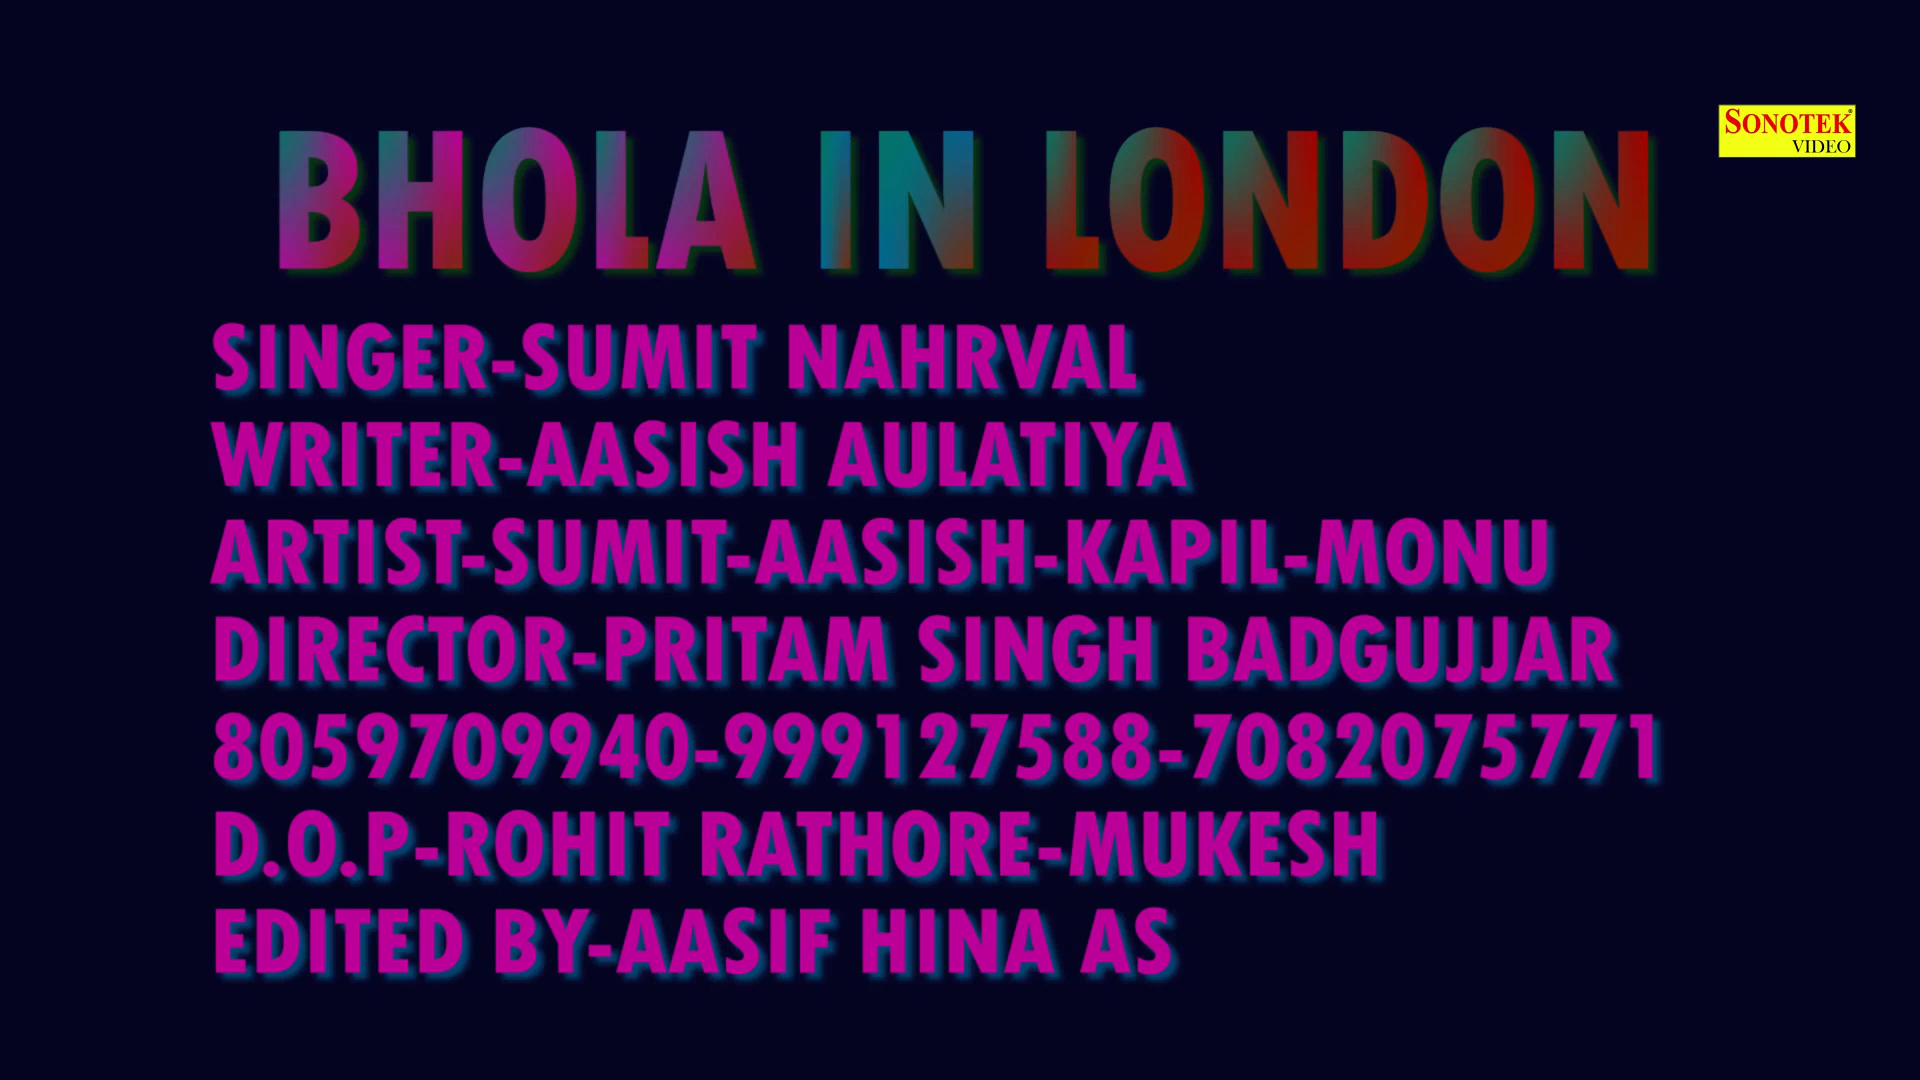 BHOLA IN LONDON
SONOTEK
VIDEO
SINGER-SUMIT NAHRVAL
WRITER-AASISH AULATIYA
ARTIST-SUMIT-AASISH-KAPIL-MONU
DIRECTOR-PRITAM SINGH BADGUJJAR
8059709940-999127588-7082075771
D.O.P-ROHIT RATHORE-MUKESH
EDITED BY-AASIF HINA AS